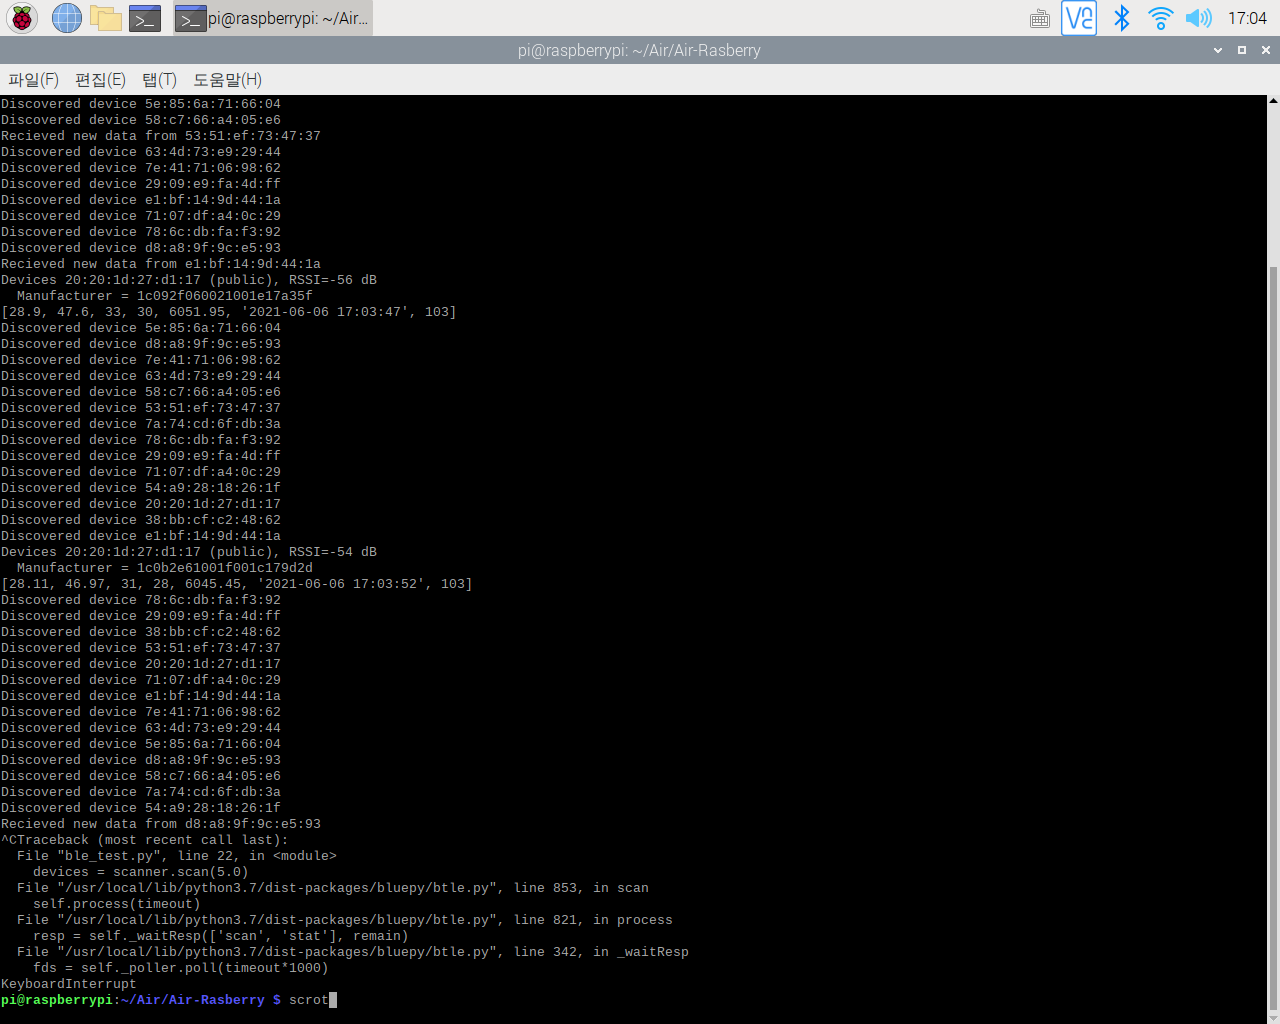 pi@raspberrypi: ~/Air...
17:04
pi@raspberrypi: ~/Air/Air-Rasberry
파일(F) 편집(E) 탭(T) 도움말(H)
Discovered device 5e:85:6a:71:66:04
Discovered device 58:c7:66:a4:05:e6
Recieved new data from 53:51:ef:73:47:37
Discovered device 63:4d:73:e9:29:44
Discovered device 7e:41:71:06:98:62
Discovered device 29:09:e9:fa:4d:ff
Discovered device e1:bf:14:9d:44:1a
Discovered device 71:07:df:a4:0c:29
Discovered device 78:6c:db:fa:f3:92
Discovered device d8:a8:9f:9c:e5:93
Recieved new data from e1:bf:14:9d:44:1a
Devices 20:20:1d:27:d1:17 (public), RSSI=-56 dB
  Manufacturer = 1c092f060021001e17a35f
[28.9, 47.6, 33, 30, 6051.95, '2021-06-06 17:03:47', 103]
Discovered device 5e:85:6a:71:66:04
Discovered device d8:a8:9f:9c:e5:93
Discovered device 7e:41:71:06:98:62
Discovered device 63:4d:73:e9:29:44
Discovered device 58:c7:66:a4:05:e6
Discovered device 53:51:ef:73:47:37
Discovered device 7a:74:cd:6f:db:3a
Discovered device 78:6c:db:fa:f3:92
Discovered device 29:09:e9:fa:4d:ff
Discovered device 71:07:df:a4:0c:29
Discovered device 54:a9:28:18:26:1f
Discovered device 20:20:1d:27:d1:17
Discovered device 38:bb:cf:c2:48:62
Discovered device e1:bf:14:9d:44:1a
Devices 20:20:1d:27:d1:17 (public), RSSI=-54 dB
  Manufacturer = 1c0b2e61001f001c179d2d
[28.11, 46.97, 31, 28, 6045.45, '2021-06-06 17:03:52', 103]
Discovered device 78:6c:db:fa:f3:92
Discovered device 29:09:e9:fa:4d:ff
Discovered device 38:bb:cf:c2:48:62
Discovered device 53:51:ef:73:47:37
Discovered device 20:20:1d:27:d1:17
Discovered device 71:07:df:a4:0c:29
Discovered device e1:bf:14:9d:44:1a
Discovered device 7e:41:71:06:98:62
Discovered device 63:4d:73:e9:29:44
Discovered device 5e:85:6a:71:66:04
Discovered device d8:a8:9f:9c:e5:93
Discovered device 58:c7:66:a4:05:e6
Discovered device 7a:74:cd:6f:db:3a
Discovered device 54:a9:28:18:26:1f
Recieved new data from d8:a8:9f:9c:e5:93
^CTraceback (most recent call last):
  File "ble_test.py", line 22, in <module>
    devices = scanner.scan(5.0)
  File "/usr/local/lib/python3.7/dist-packages/bluepy/btle.py", line 853, in scan
    self.process(timeout)
  File "/usr/local/lib/python3.7/dist-packages/bluepy/btle.py", line 821, in process
    resp = self._waitResp(['scan', 'stat'], remain)
  File "/usr/local/lib/python3.7/dist-packages/bluepy/btle.py", line 342, in _waitResp
    fds = self._poller.poll(timeout*1000)
KeyboardInterrupt
pi@raspberrypi:~/Air/Air-Rasberry $ scrot